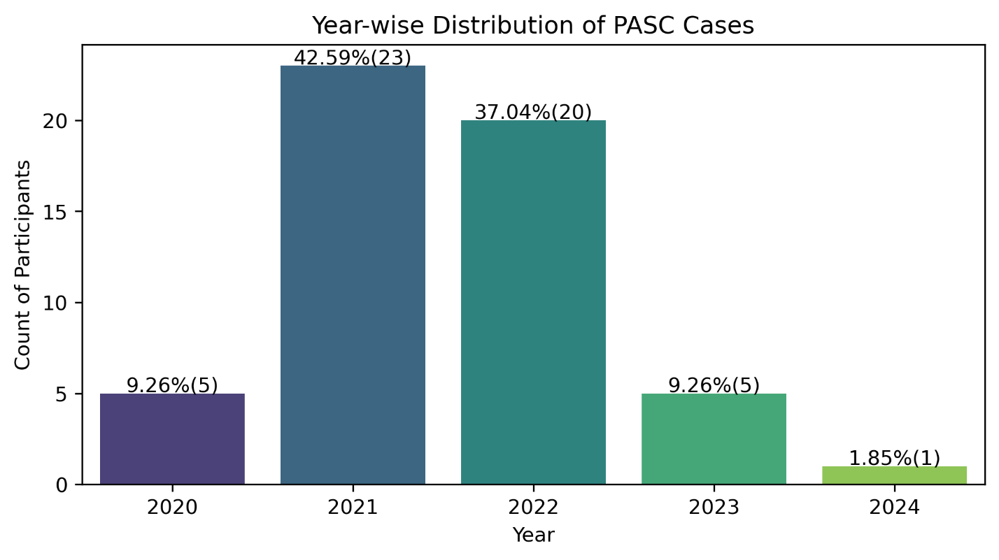 Year-wise Distribution of PASC Cases
42.59%(23)
37.04%(20)
9.26%(5)
9.26%(5)
1.85%(1)
Count of Participants
20
15
10
5
0
2020 2021 2022 2023 2024
Year